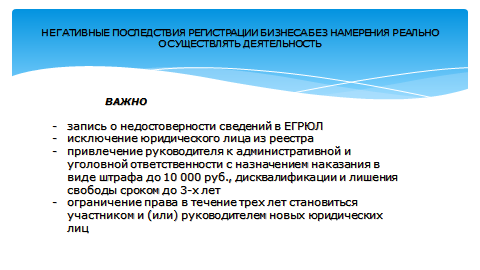 НЕГАТИВНЫЕ ПОСЛЕДСТВИЯ РЕГИСТРАЦИИ БИЗНЕСА БЕЗ НАМЕРЕНИЯ РЕАЛЬНО
ОСУЩЕСТВЛЯТЬ ДЕЯТЕЛЬНОСТЬ
ВАЖНО
- запись о недостоверности сведений в ЕГРЮЛ
- исключение юридического лица из реестра
- привлечение руководителя к административной и
уголовной ответственности с назначением наказания в
виде штрафа до 10 000 руб., дисквалификации и лишения
свободы сроком до 3-х лет
- ограничение права в течение трех лет становиться
участником и (или) руководителем новых юридических
лиц